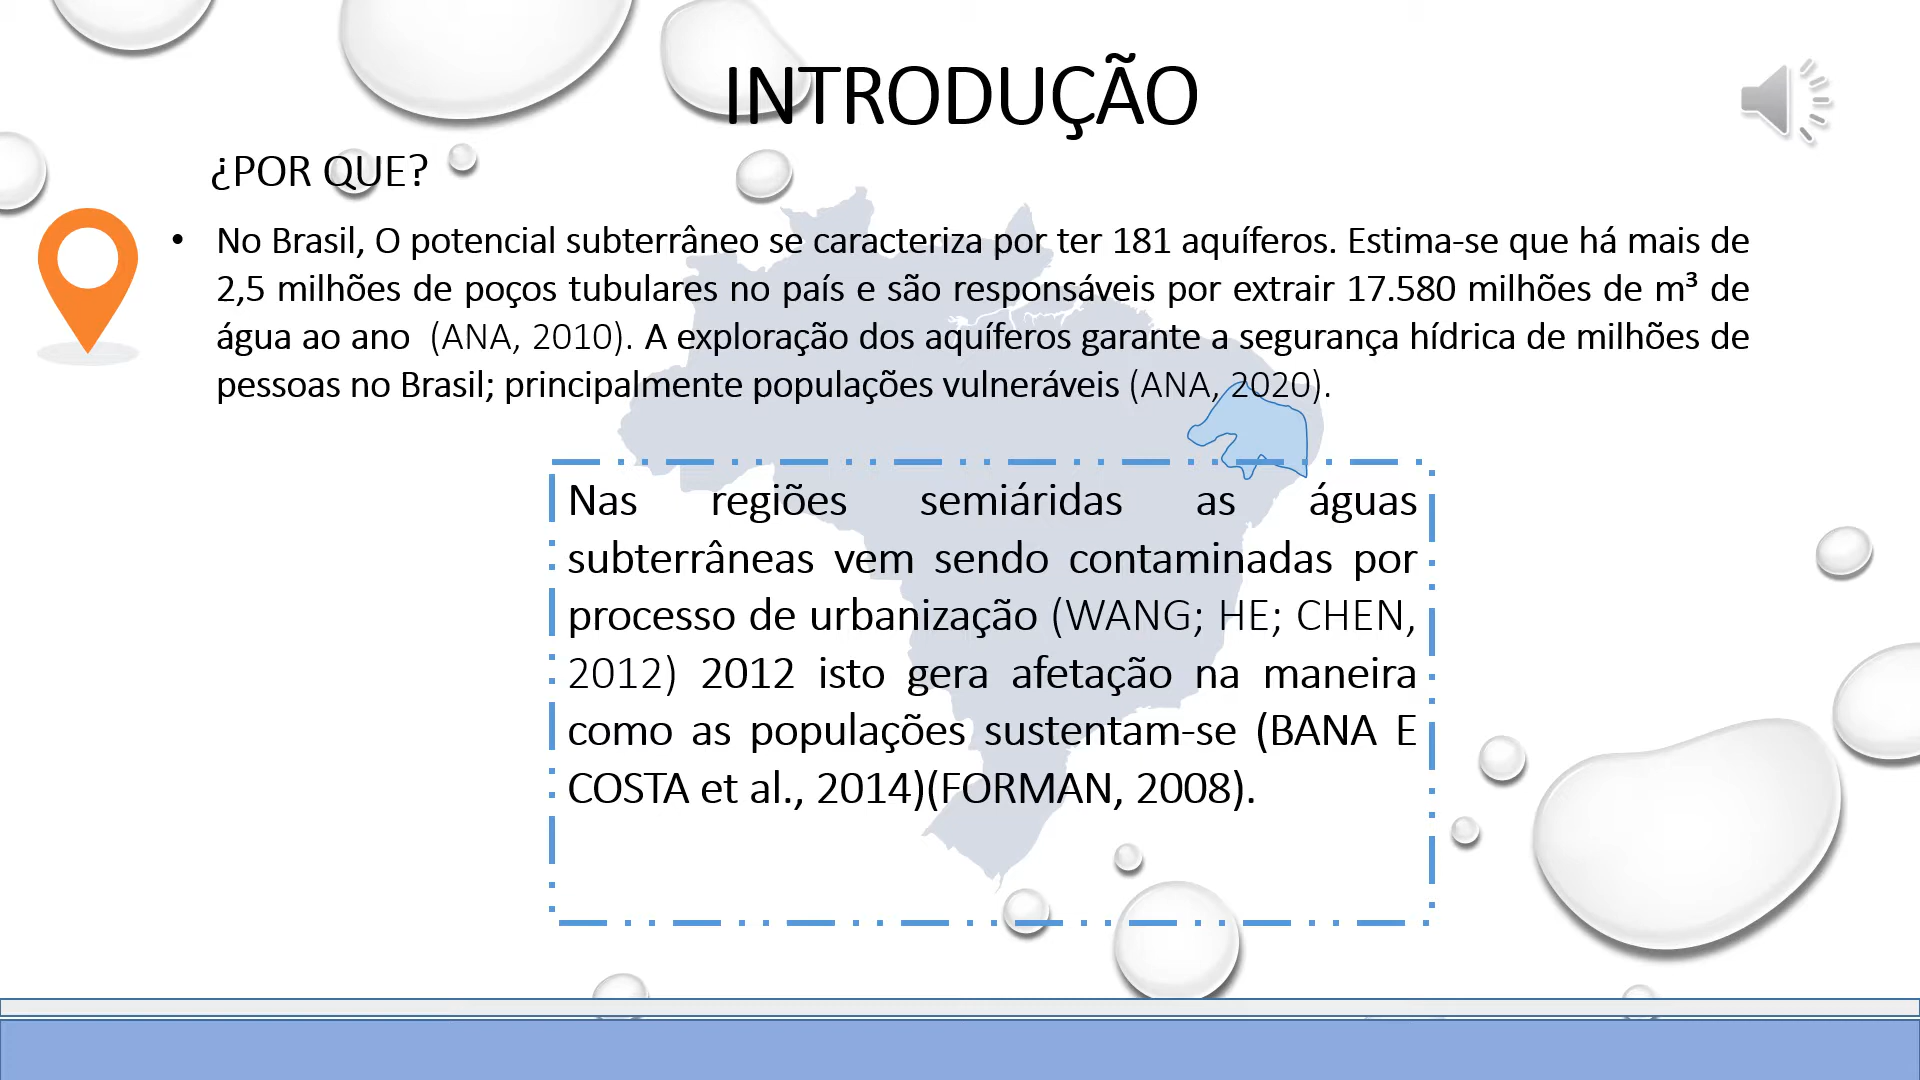 INTRODUÇÃO
¿POR QUE?
• No Brasil, O potencial subterrâneo se caracteriza por ter 181 aquíferos. Estima-se que há mais de
2,5 milhões de poços tubulares no país e são responsáveis por extrair 17.580 milhões de m³ de
água ao ano (ANA, 2010). A exploração dos aquíferos garante a segurança hídrica de milhões de
pessoas no Brasil; principalmente populações vulneráveis (ANA, 2020).
Nas regiões semiáridas as águas
subterrâneas vem sendo contaminadas por
processo de urbanização (WANG; HE; CHEN,
2012) 2012 isto gera afetação na maneira
como as populações sustentam-se (BANA E
COSTA et al., 2014)(FORMAN, 2008).